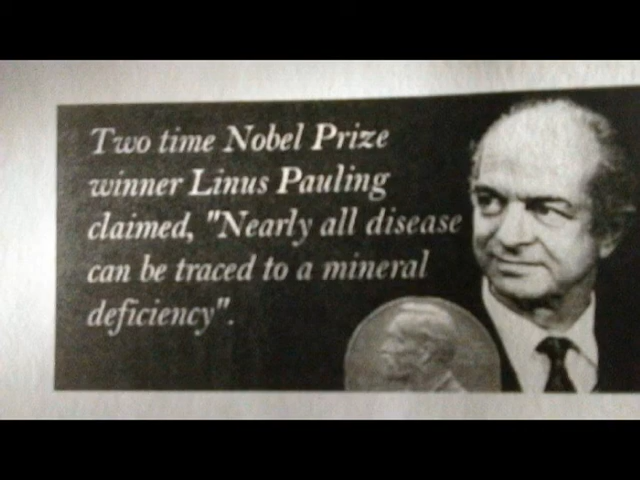 Two time Nobel Prize
winner Linus Pauling
claimed, "Nearly all disease
can be traced to a mineral
deficiency".